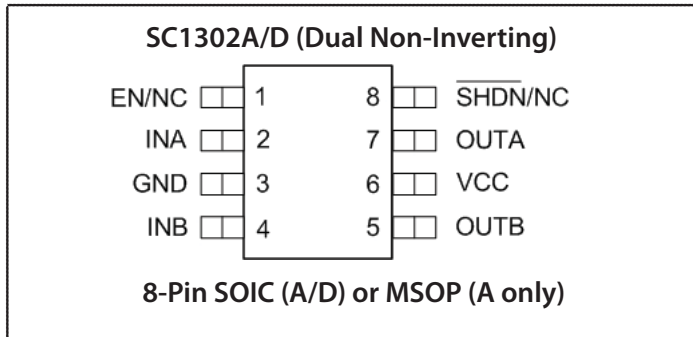 SC1302A/D (Dual Non-Inverting)
EN/NC 1 8 SHDN/NC
INA 2 7 OUTA
GND 3 6 VCC
INB 4 5 OUTB
8-Pin SOIC (A/D) or MSOP (A only)